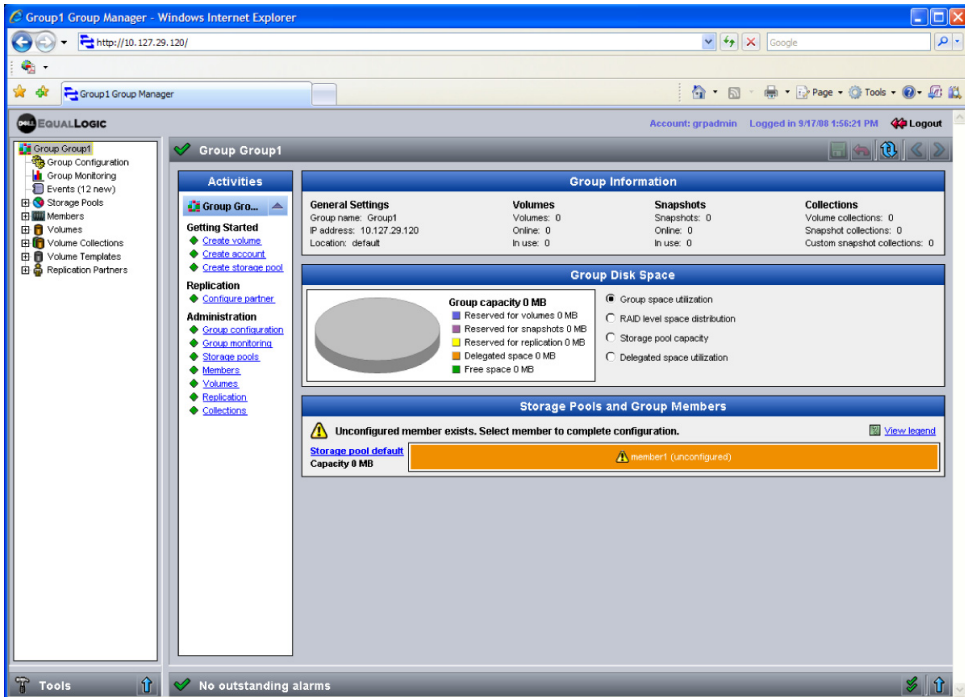 Group1 Group Manager - Windows Internet Explorer
http://10.127.29.120/
Google
Group1 Group Manager
Page
Tools
DELL EQUALLOGIC
Account: grpadmin Logged in 9/17/08 1:56:21 PM Logout
Group Group1
Group Configuration
Group Monitoring
Events (12 new)
Storage Pools
Members
Volumes
Volume Collections
Volume Templates
Replication Partners
Tools
Group Group1
Activities
Group Gro...
Getting Started
Create volume
Create account
Create storage pool
Replication
Configure partner
Administration
Group configuration
Group monitoring
Storage pools
Members
Volumes
Replication
Collections
Group Information
General Settings
Group name: Group1
IP address: 10.127.29.120
Location: default
Volumes
Volumes: 0
Online: 0
In use: 0
Snapshots
Snapshots: 0
Online: 0
In use: 0
Collections
Volume collections: 0
Snapshot collections: 0
Custom snapshot collections: 0
Group Disk Space
Group capacity 0 MB
Reserved for volumes 0 MB
Reserved for snapshots 0 MB
Reserved for replication 0 MB
Delegated space 0 MB
Free space 0 MB
Group space utilization
RAID level space distribution
Storage pool capacity
Delegated space utilization
Storage Pools and Group Members
Unconfigured member exists. Select member to complete configuration.
View legend
Storage pool default
Capacity 0 MB
member1 (unconfigured)
No outstanding alarms